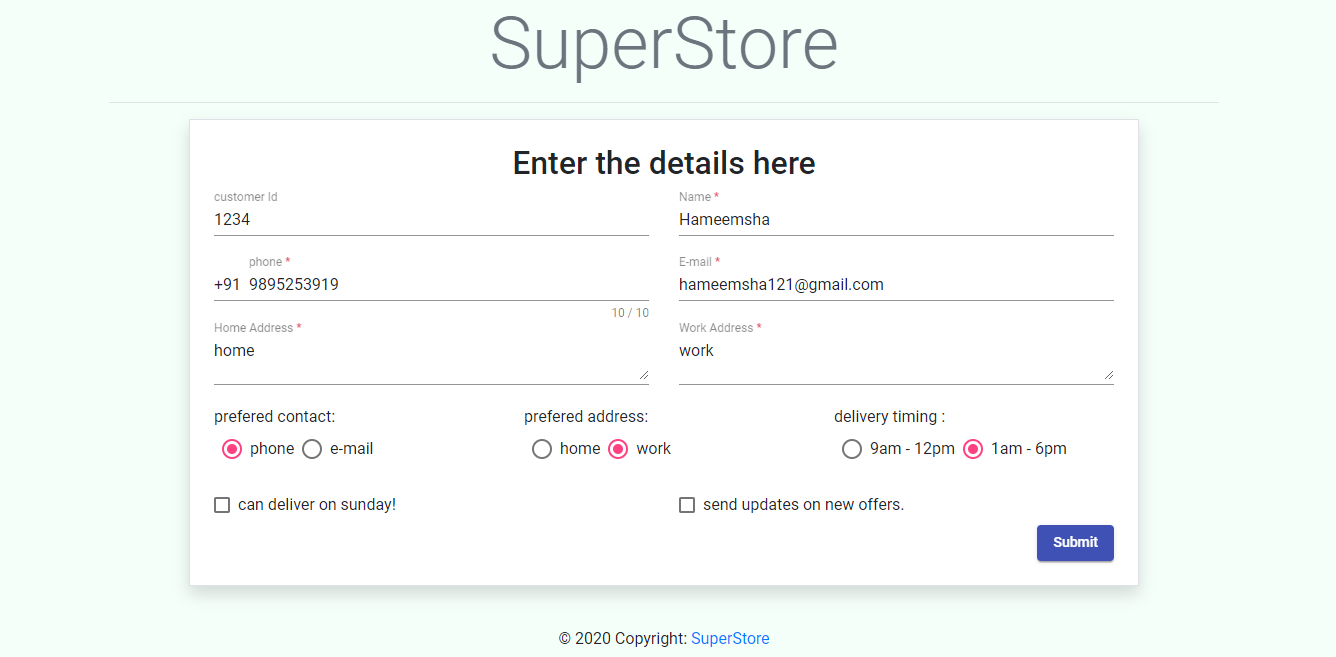 SuperStore
Enter the details here
customer Id
1234
Name *
Hameemsha
phone *
+91 9895253919
10 / 10
E-mail *
hameemsha121@gmail.com
Home Address *
home
Work Address *
work
prefered contact:
phone e-mail
prefered address:
home work
delivery timing :
9am - 12pm 1am - 6pm
can deliver on sunday!
send updates on new offers.
Submit
© 2020 Copyright: SuperStore